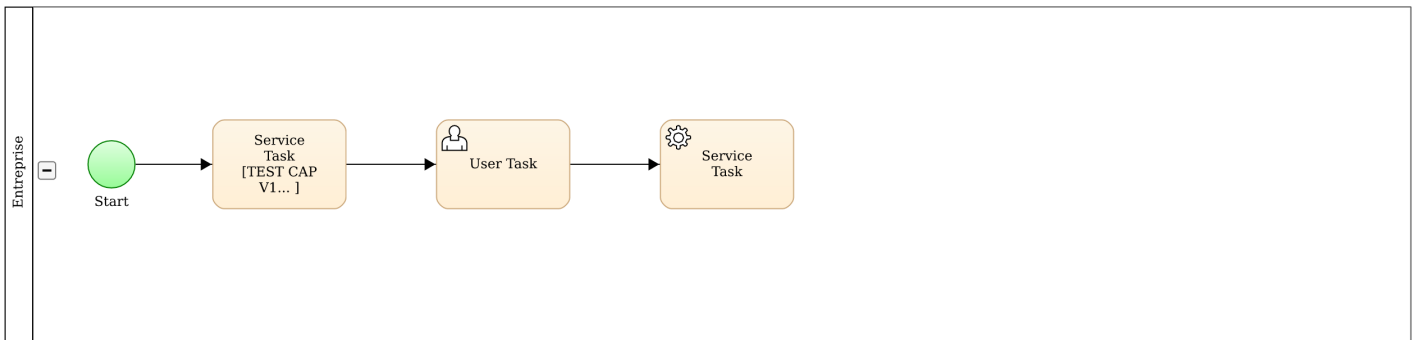 Entreprise
Start
Service
Task
[TEST CAP
V1... ]
User Task
Service
Task